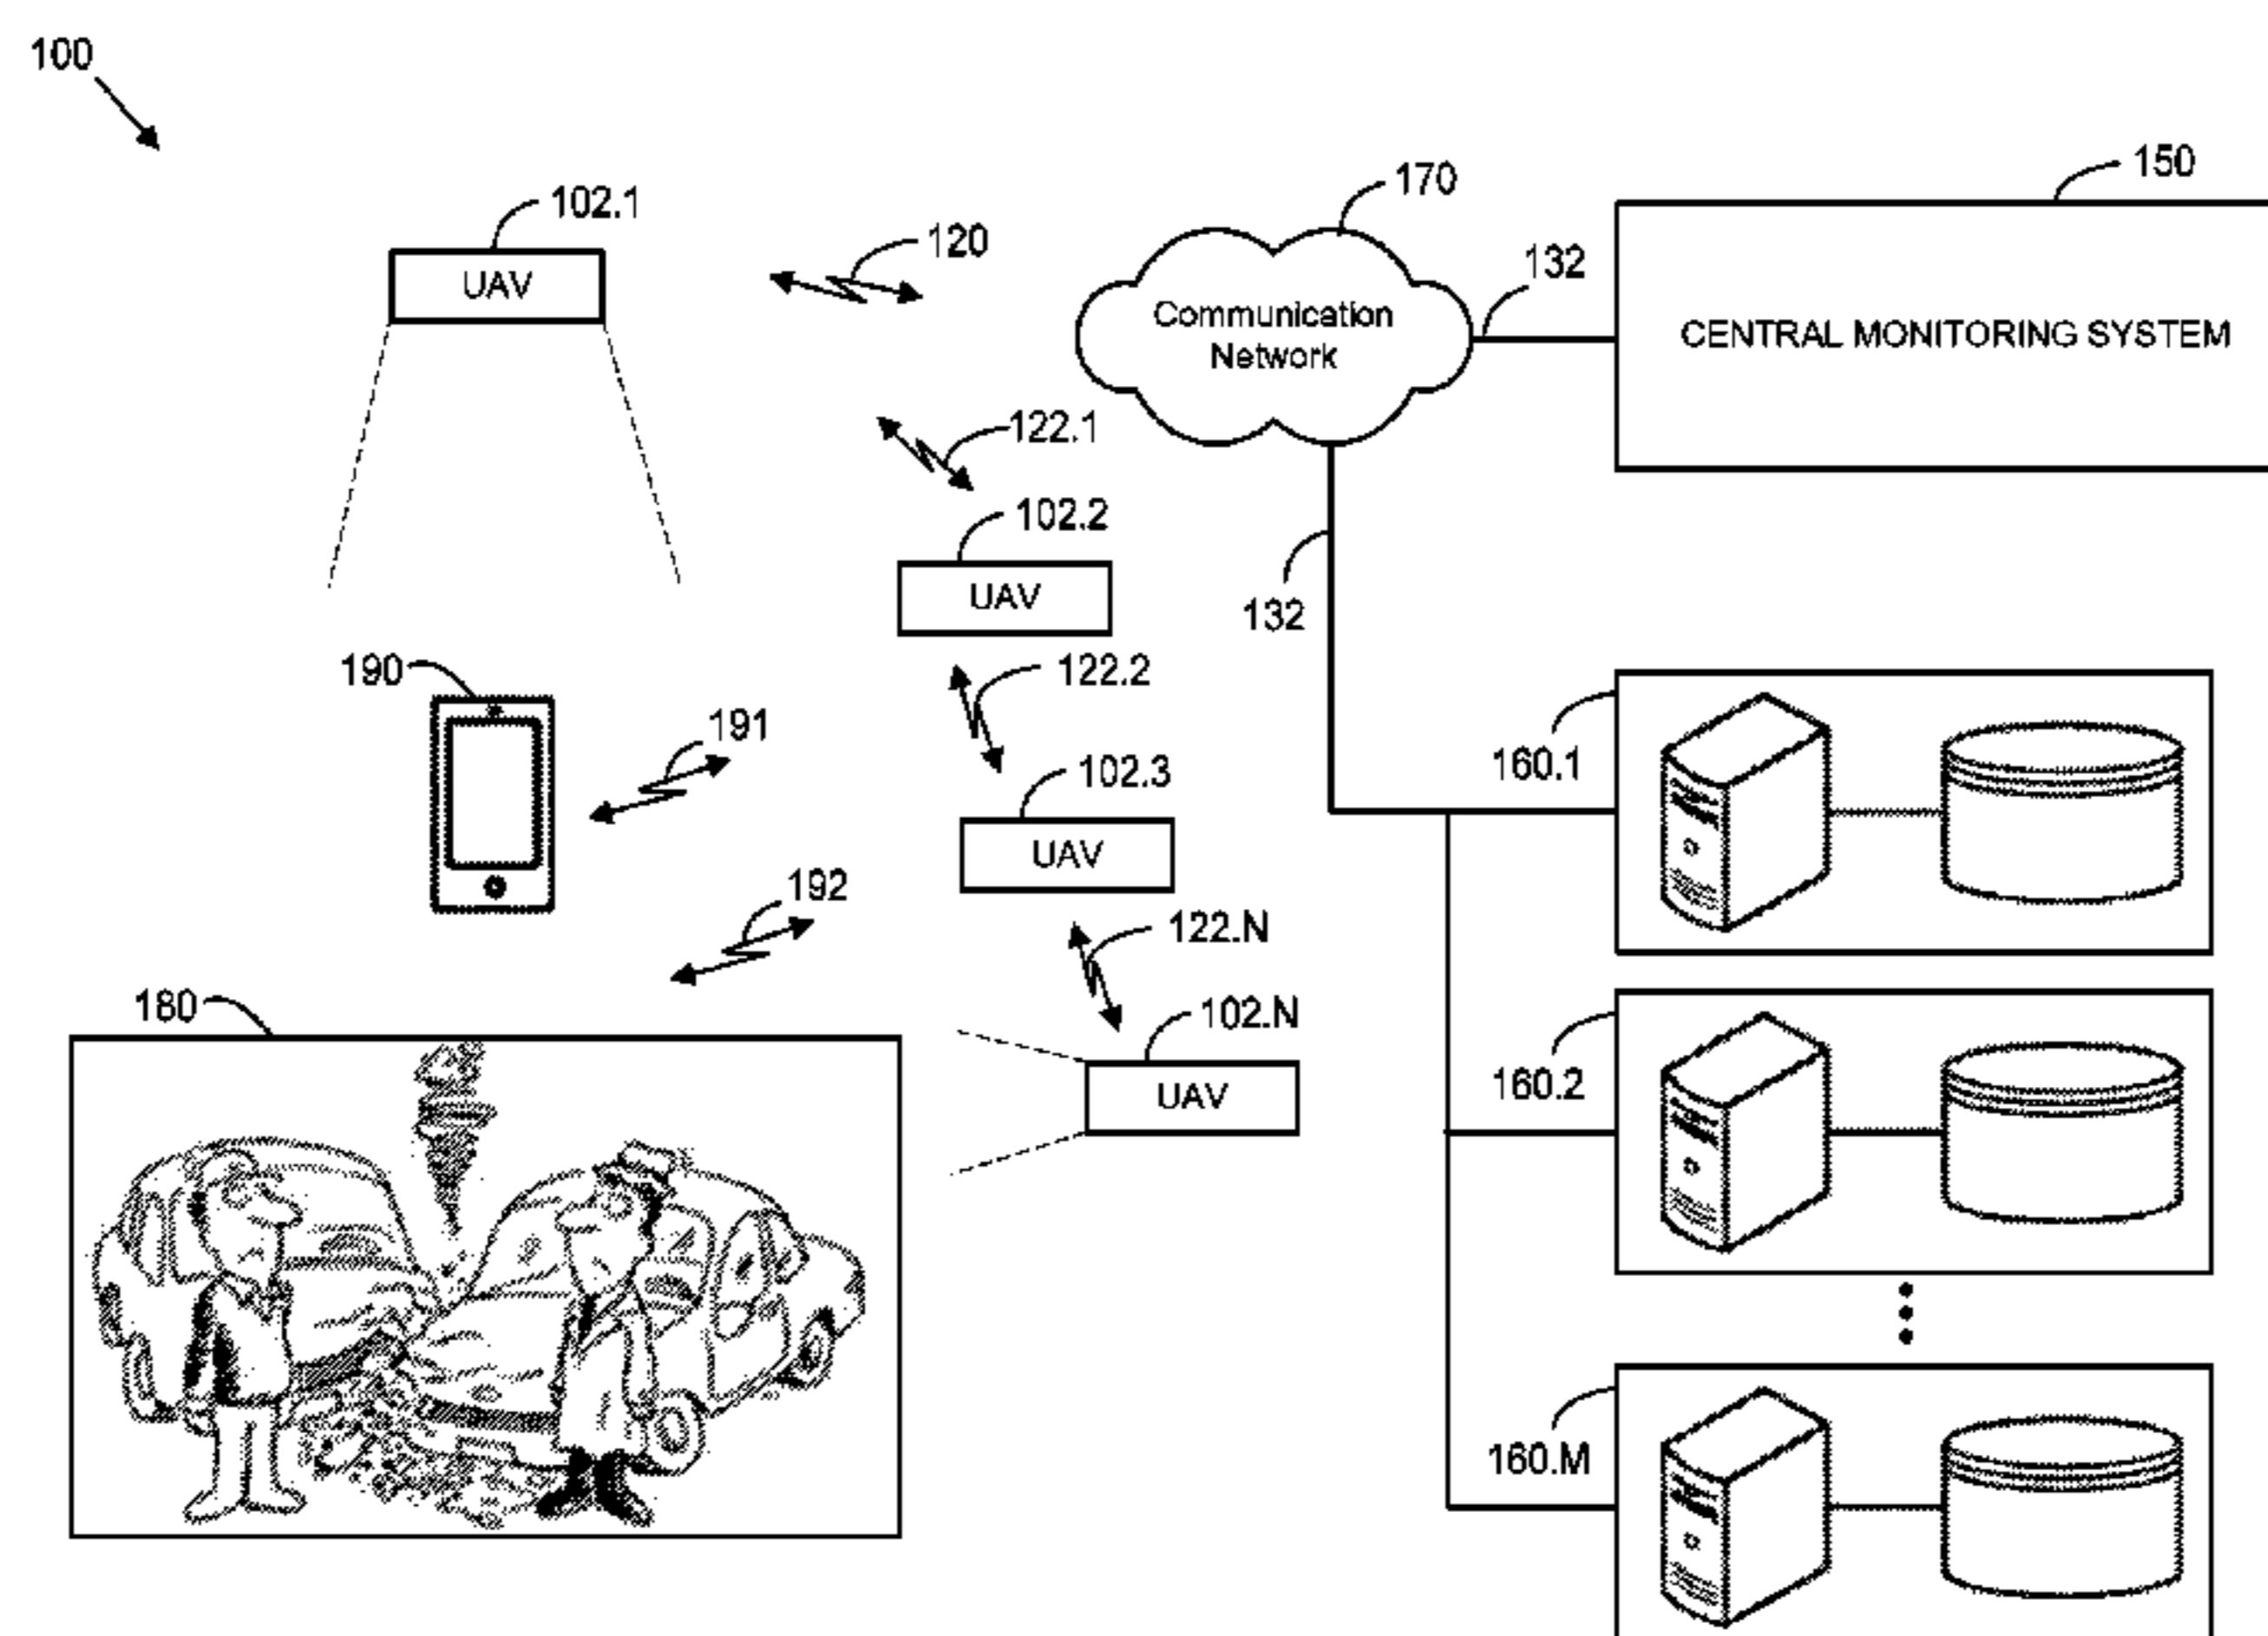 100
102.1
UAV
120
170
Communication
Network
132
150
CENTRAL MONITORING SYSTEM
122.1
102.2
UAV
132
190
191
122.2
102.3
UAV
160.1
192
122.N
102.N
UAV
180
160.2
160.M